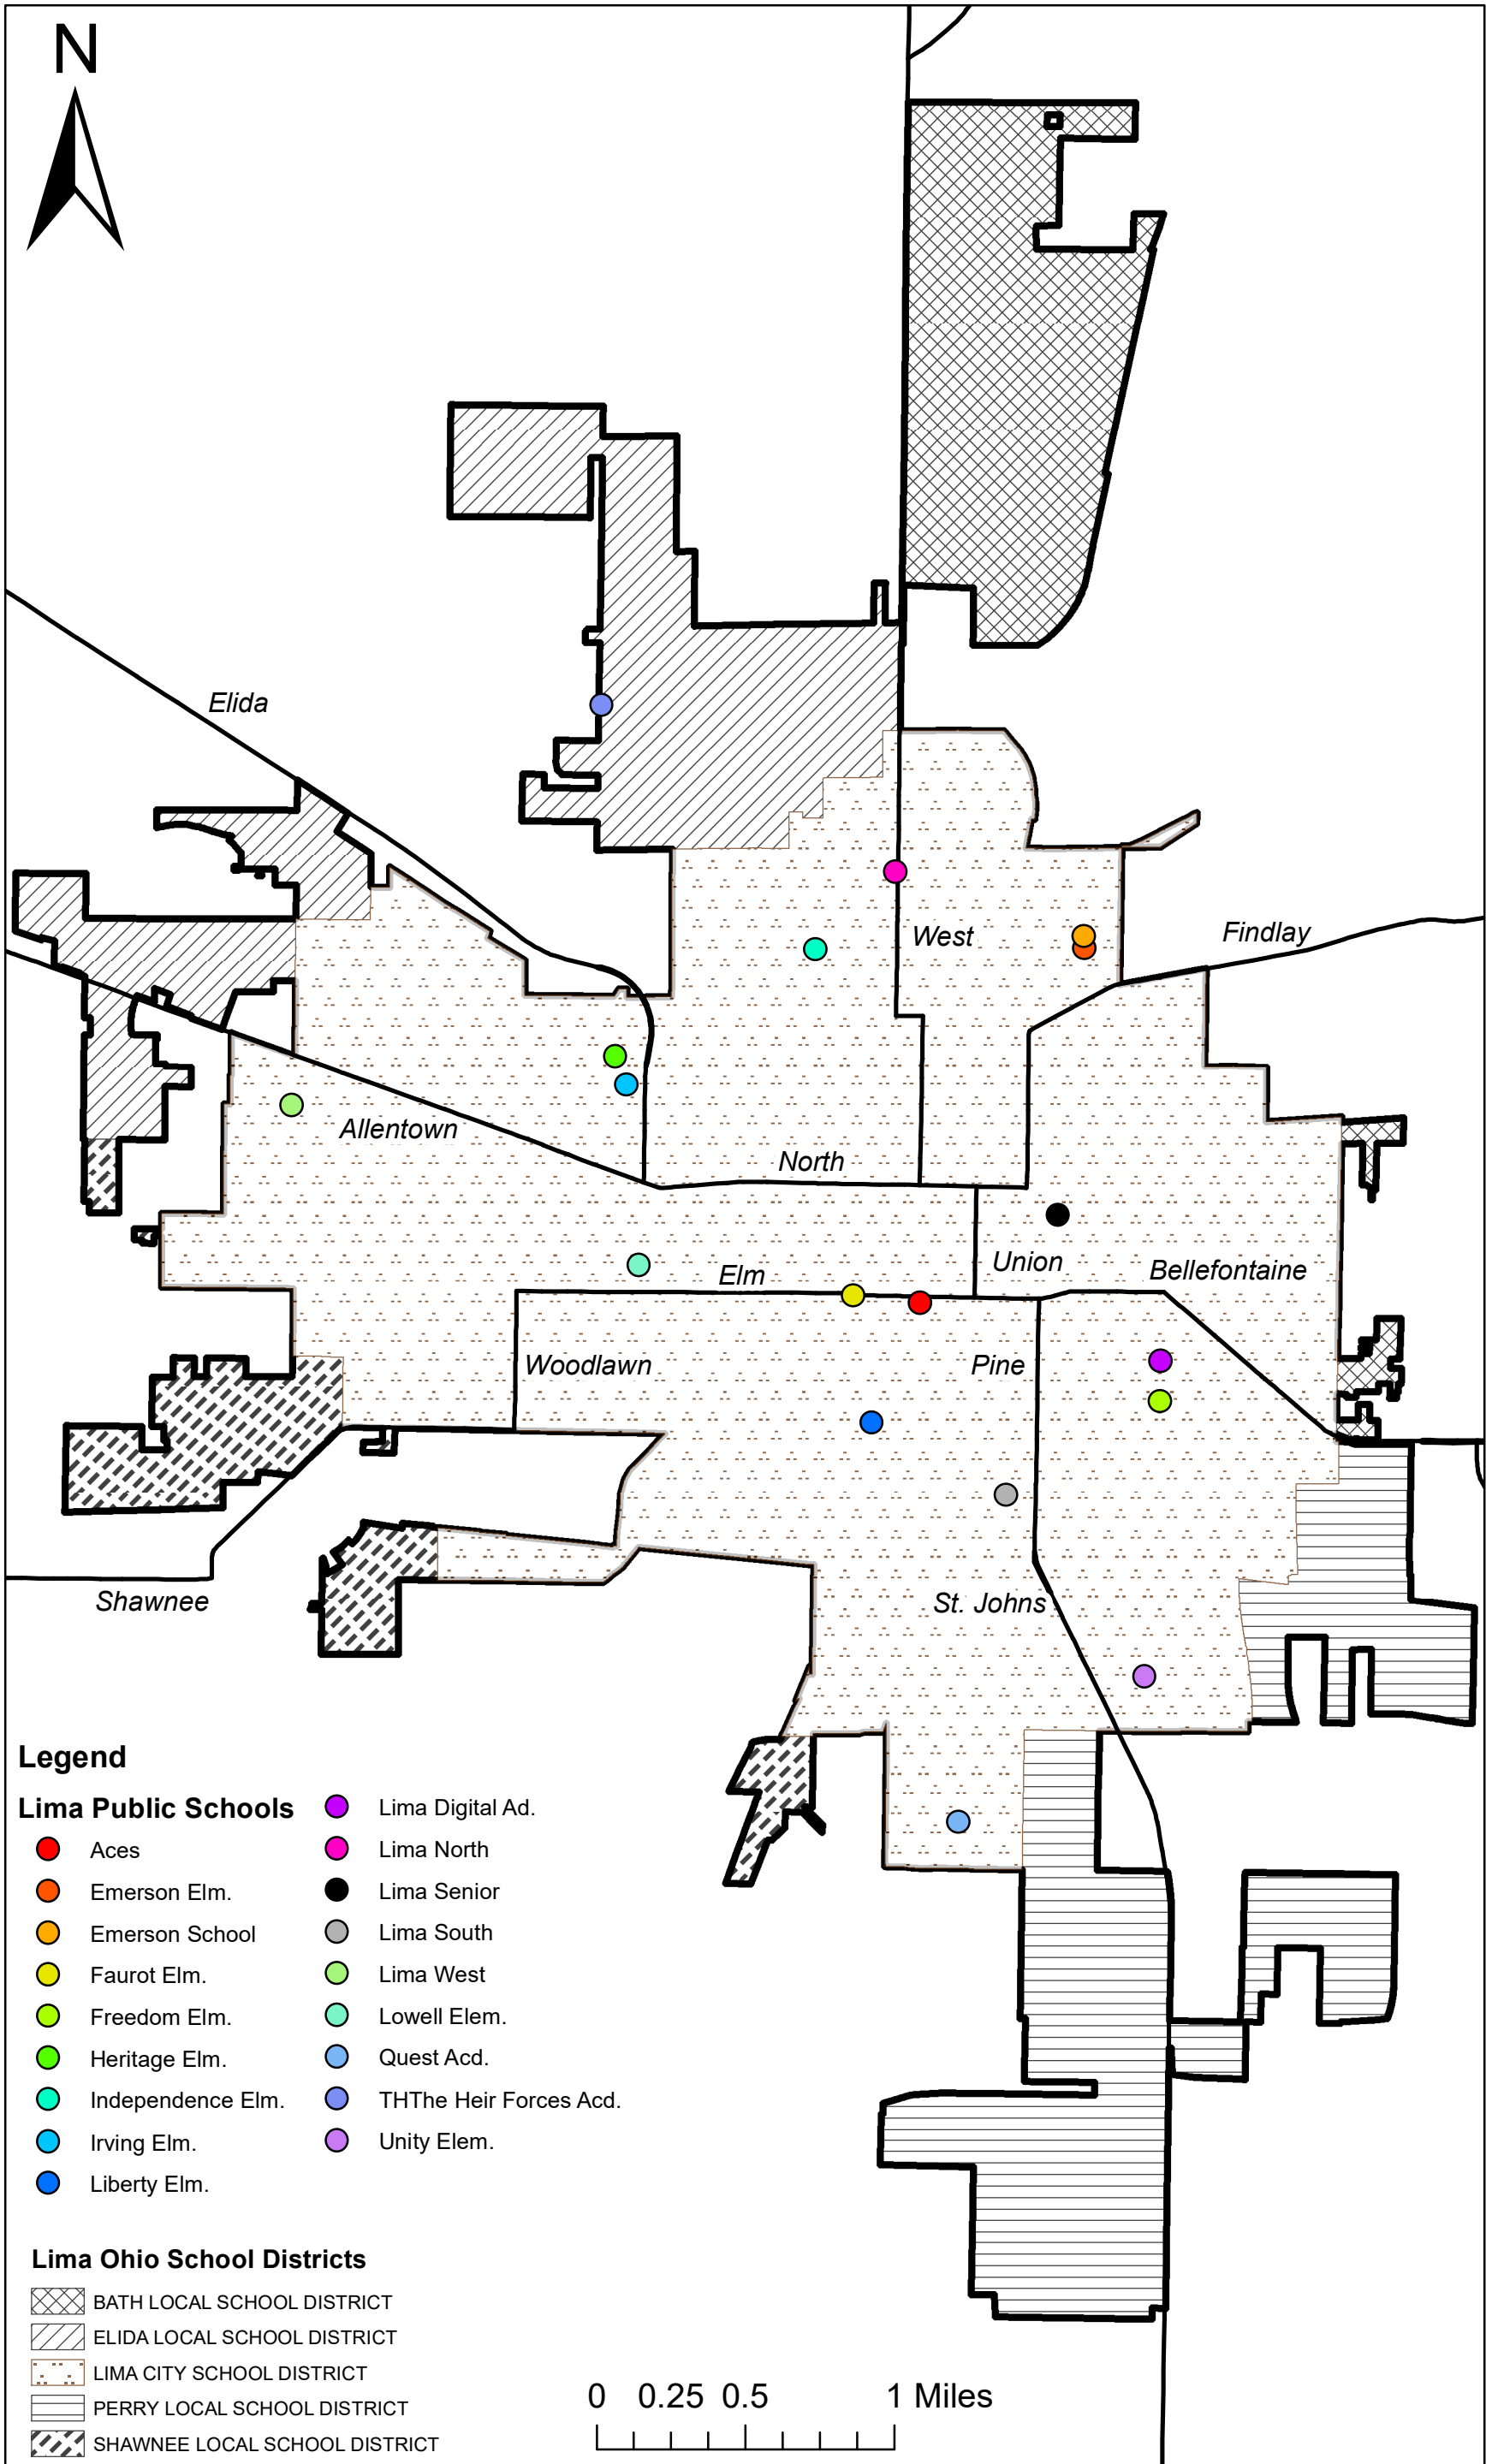 N
Elida
West
Findlay
Allentown
North
Elm
Union
Bellefontaine
Woodlawn
Pine
Shawnee
St. Johns
Legend
Lima Public Schools
Aces
Emerson Elm.
Emerson School
Faurot Elm.
Freedom Elm.
Heritage Elm.
Independence Elm.
Irving Elm.
Liberty Elm.
Lima Digital Ad.
Lima North
Lima Senior
Lima South
Lima West
Lowell Elem.
Quest Acd.
THThe Heir Forces Acd.
Unity Elem.
Lima Ohio School Districts
BATH LOCAL SCHOOL DISTRICT
ELIDA LOCAL SCHOOL DISTRICT
LIMA CITY SCHOOL DISTRICT
PERRY LOCAL SCHOOL DISTRICT
SHAWNEE LOCAL SCHOOL DISTRICT
0 0.25 0.5 1 Miles